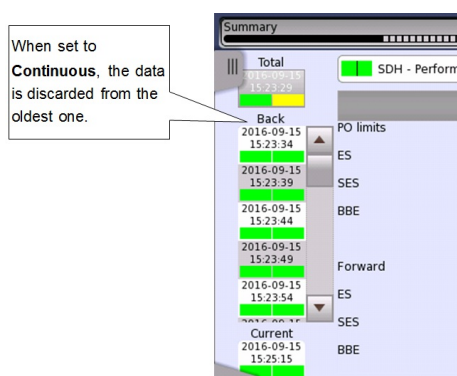 When set to
Continuous, the data
is discarded from the
oldest one.
Summary
Total
2016-09-15
15:23:29
Back
2016-09-15
15:23:34
2016-09-15
15:23:39
2016-09-15
15:23:44
2016-09-15
15:23:49
2016-09-15
15:23:54
2016-09-15
Current
2016-09-15
15:25:15
SDH - Perform
PO limits
ES
SES
BBE
Forward
ES
SES
BBE